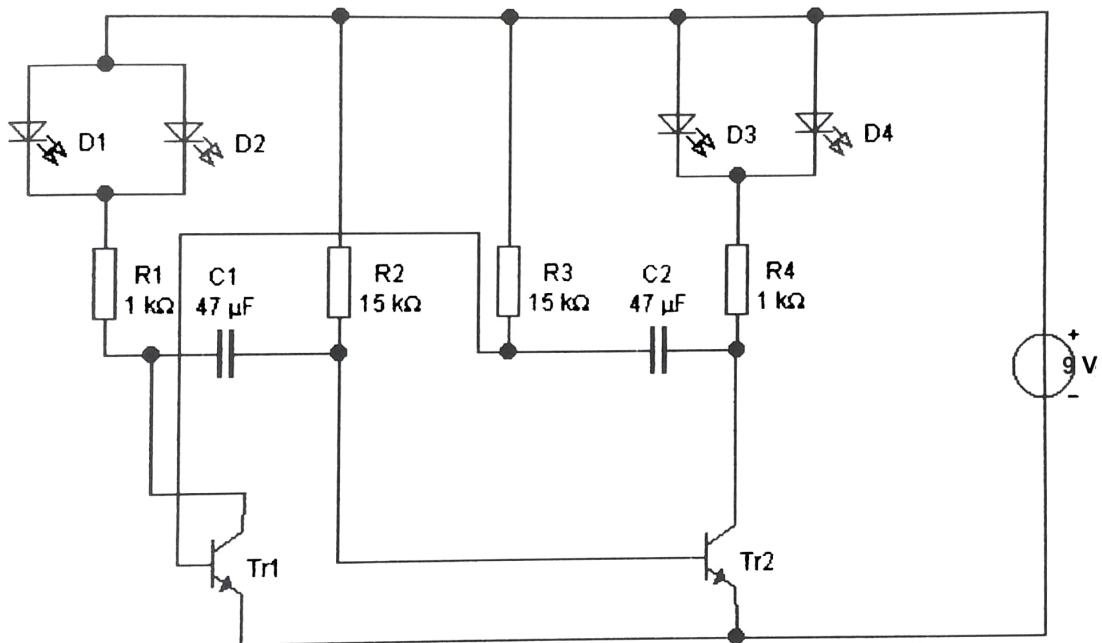 D1
D2
D3
D4
R1
1 kΩ
C1
47 µF
R2
15 kΩ
R3
15 kΩ
C2
47 µF
R4
1 kΩ
+
9 V
−
Tr1
Tr2